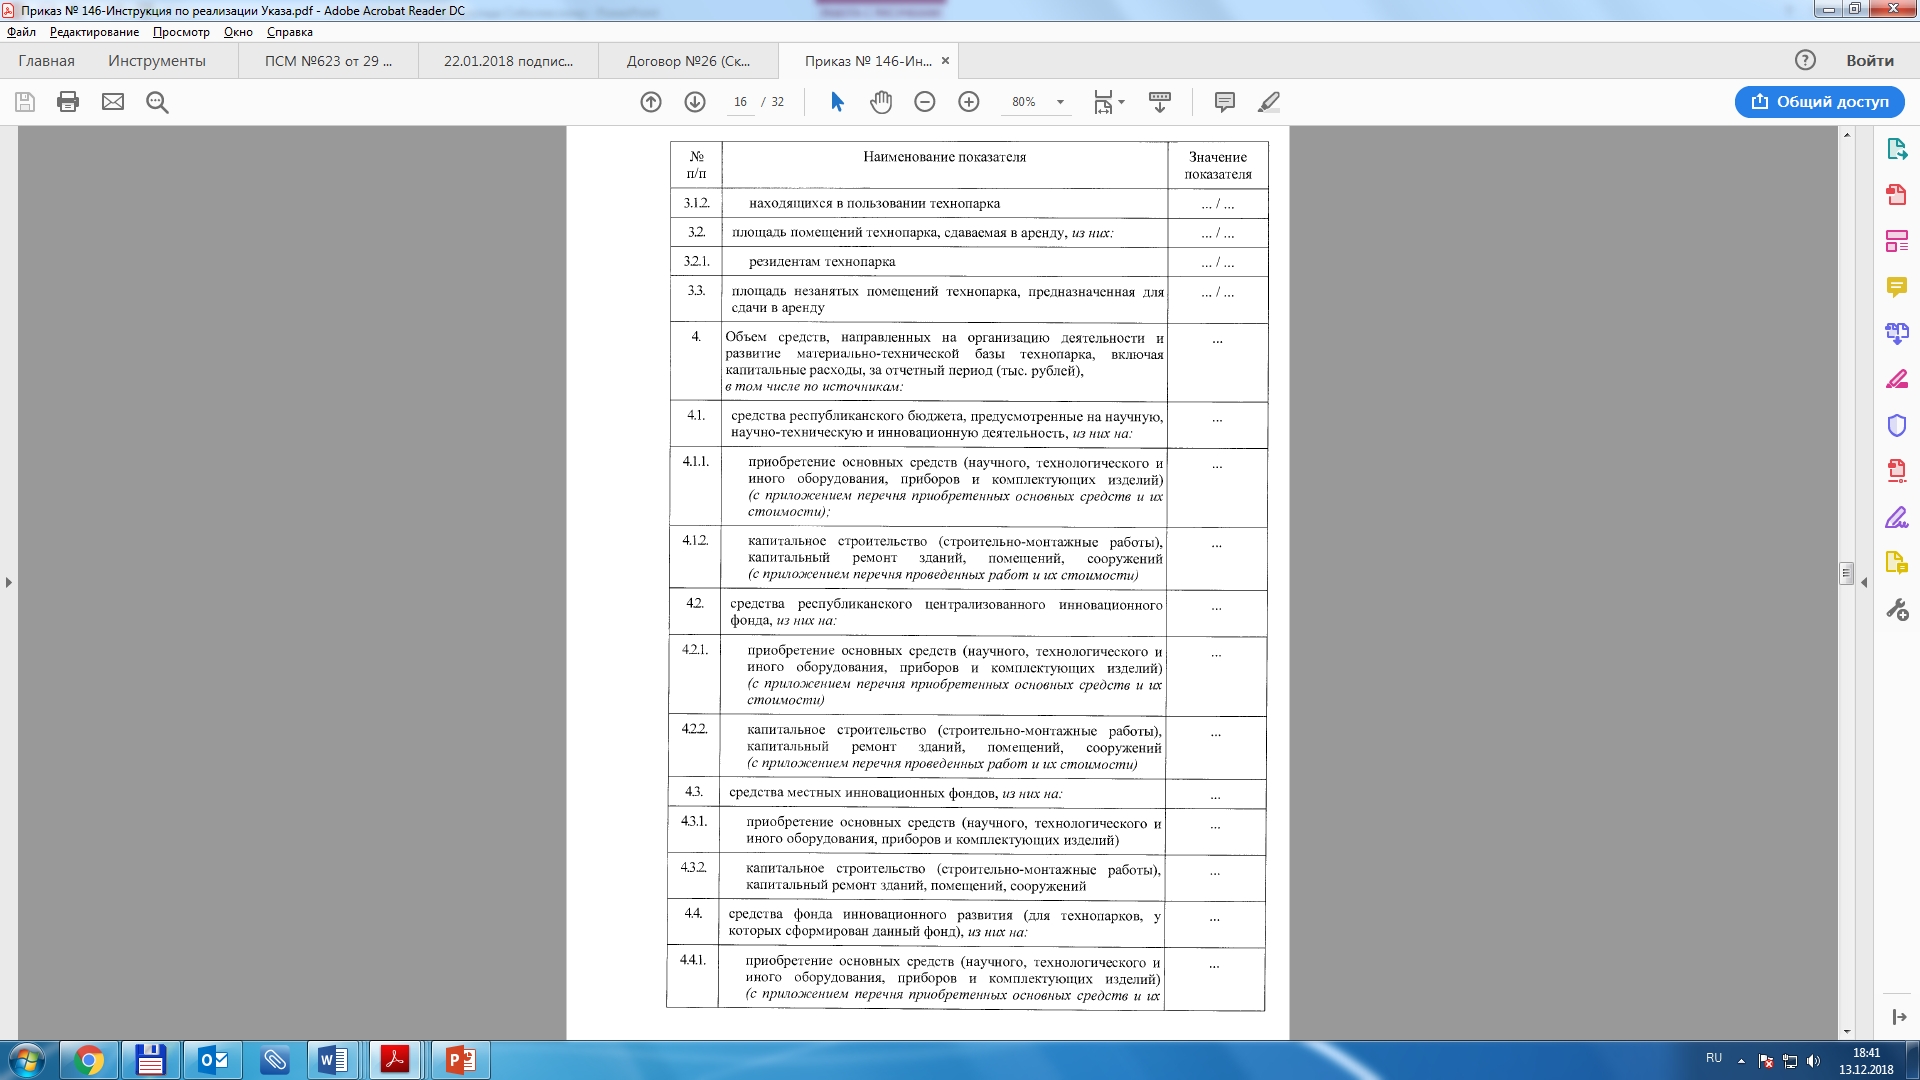 Приказ № 146-Инструкция по реализации Указа.pdf - Adobe Acrobat Reader DC
Файл Редактирование Просмотр Окно Справка
Главная Инструменты ПСМ №623 от 29 ... 22.01.2018 подпис... Договор №26 (Ск... Приказ № 146-Ин... × Войти
16 / 32 80% Общий доступ
№ Наименование показателя Значение
п/п показателя
3.1.2. находящихся в пользовании технопарка ... / ...
3.2. площадь помещений технопарка, сдаваемая в аренду, из них: ... / ...
3.2.1. резидентам технопарка ... / ...
3.3. площадь незанятых помещений технопарка, предназначенная для ... / ...
сдачи в аренду
4. Объем средств, направленных на организацию деятельности и ...
развитие материально-технической базы технопарка, включая
капитальные расходы, за отчетный период (тыс. рублей),
в том числе по источникам:
4.1. средства республиканского бюджета, предусмотренные на научную, ...
научно-техническую и инновационную деятельность, из них на:
4.1.1. приобретение основных средств (научного, технологического и ...
иного оборудования, приборов и комплектующих изделий)
(с приложением перечня приобретенных основных средств и их
стоимости);
4.1.2. капитальное строительство (строительно-монтажные работы), ...
капитальный ремонт зданий, помещений, сооружений
(с приложением перечня проведенных работ и их стоимости)
4.2. средства республиканского централизованного инновационного ...
фонда, из них на:
4.2.1. приобретение основных средств (научного, технологического и ...
иного оборудования, приборов и комплектующих изделий)
(с приложением перечня приобретенных основных средств и их
стоимости)
4.2.2. капитальное строительство (строительно-монтажные работы), ...
капитальный ремонт зданий, помещений, сооружений
(с приложением перечня проведенных работ и их стоимости)
4.3. средства местных инновационных фондов, из них на: ...
4.3.1. приобретение основных средств (научного, технологического и ...
иного оборудования, приборов и комплектующих изделий)
4.3.2. капитальное строительство (строительно-монтажные работы), ...
капитальный ремонт зданий, помещений, сооружений
4.4. средства фонда инновационного развития (для технопарков, у ...
которых сформирован данный фонд), из них на:
4.4.1. приобретение основных средств (научного, технологического и ...
иного оборудования, приборов и комплектующих изделий)
(с приложением перечня приобретенных основных средств и их
RU 18:41
13.12.2018